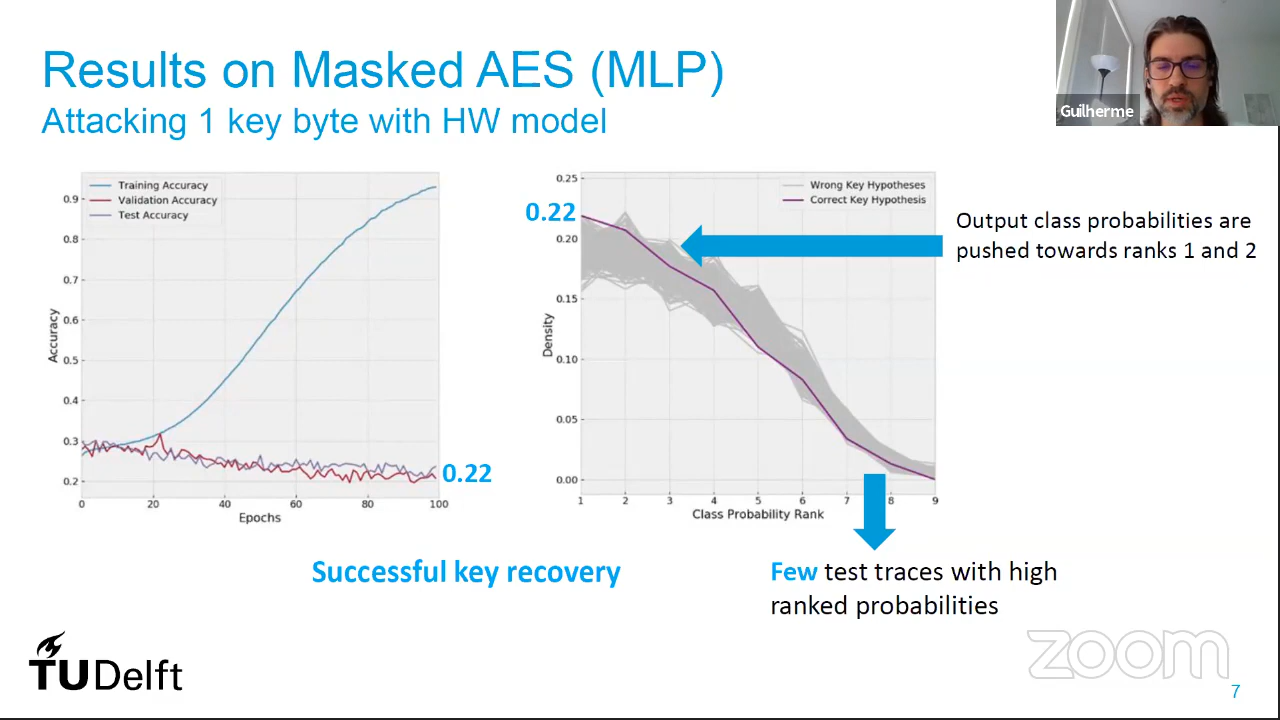 Results on Masked AES (MLP)
Attacking 1 key byte with HW model
Guilherme
Training Accuracy
Validation Accuracy
Test Accuracy
0.9
0.8
0.7
0.6
0.5
0.4
0.3
0.2
Accuracy
0 20 40 60 80 100
Epochs
0.22
0.22
Wrong Key Hypotheses
Correct Key Hypothesis
0.25
0.20
0.15
0.10
0.05
0.00
Density
1 2 3 4 5 6 7 8 9
Class Probability Rank
Output class probabilities are
pushed towards ranks 1 and 2
Successful key recovery
Few test traces with high
ranked probabilities
TUDelft
zoom
7